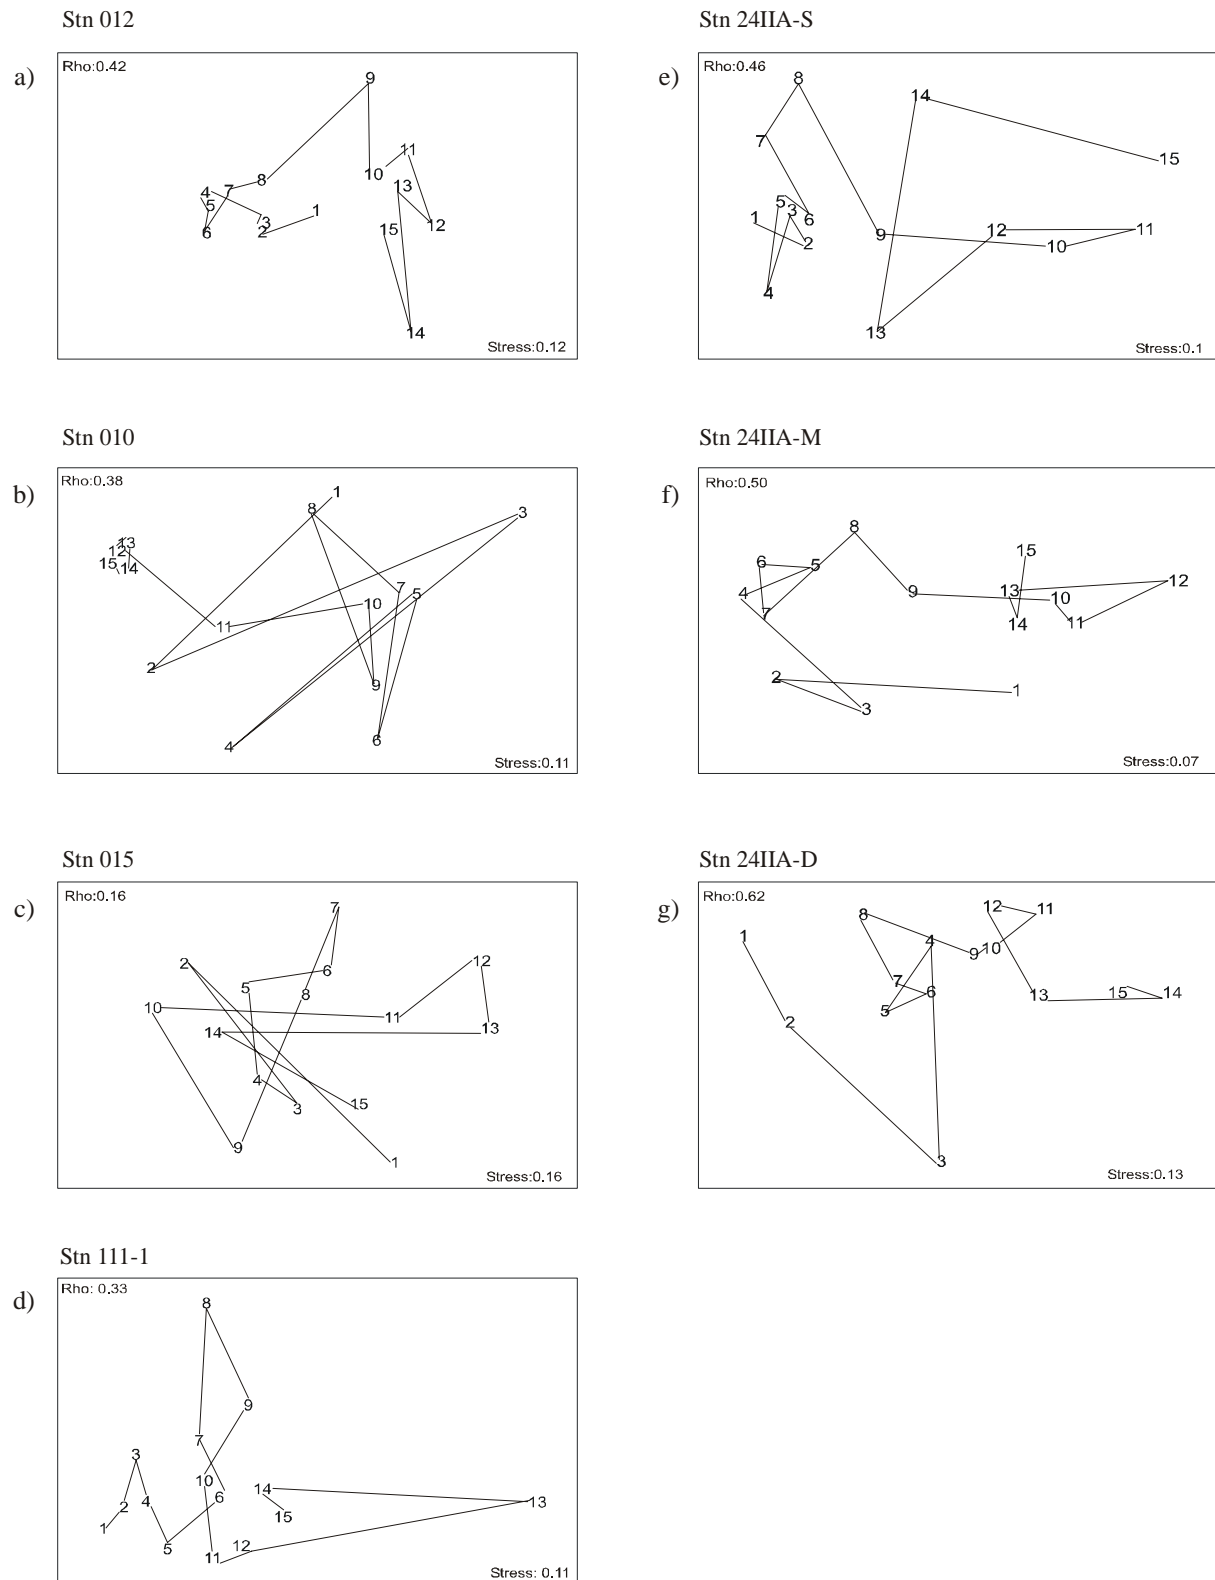 Stn 012
a)
Rho:0.42
9
11
10
8
13
4 7
5
1
3
12
6 2
15
14
Stress:0.12
Stn 010
b)
Rho:0.38
1
8
3
13
12
15 14
7
5
10
11
2
9
4
6
Stress:0.11
Stn 015
c)
Rho:0.16
7
2
12
6
5
8
10
11
14
13
4
15
3
9
1
Stress:0.16
Stn 111-1
d)
Rho: 0.33
8
9
7
3
10
14
6
4
2
13
15
1
12
5
11
Stress: 0.11
Stn 24IIA-S
e)
Rho:0.46
8
14
7
15
5 3
1 6
12 11
9
2 10
4
13
Stress:0.1
Stn 24IIA-M
f)
Rho:0.50
8
15
6 5
12
4 9 13
10
7
14 11
2
1
3
Stress:0.07
Stn 24IIA-D
g)
Rho:0.62
12 11
8
1 4
10
9
7
6
13 15 14
5
2
3
Stress:0.13